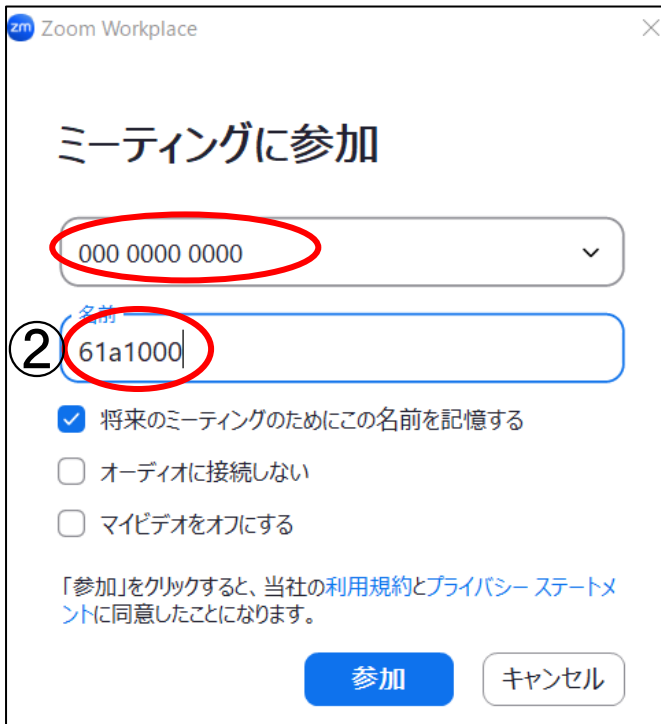 zm Zoom Workplace
ミーティングに参加
000 0000 0000
名前
② 61a1000
将来のミーティングのためにこの名前を記憶する
オーディオに接続しない
マイビデオをオフにする
「参加」をクリックすると、当社の利用規約とプライバシー ステートメ
ントに同意したことになります。
参加 キャンセル